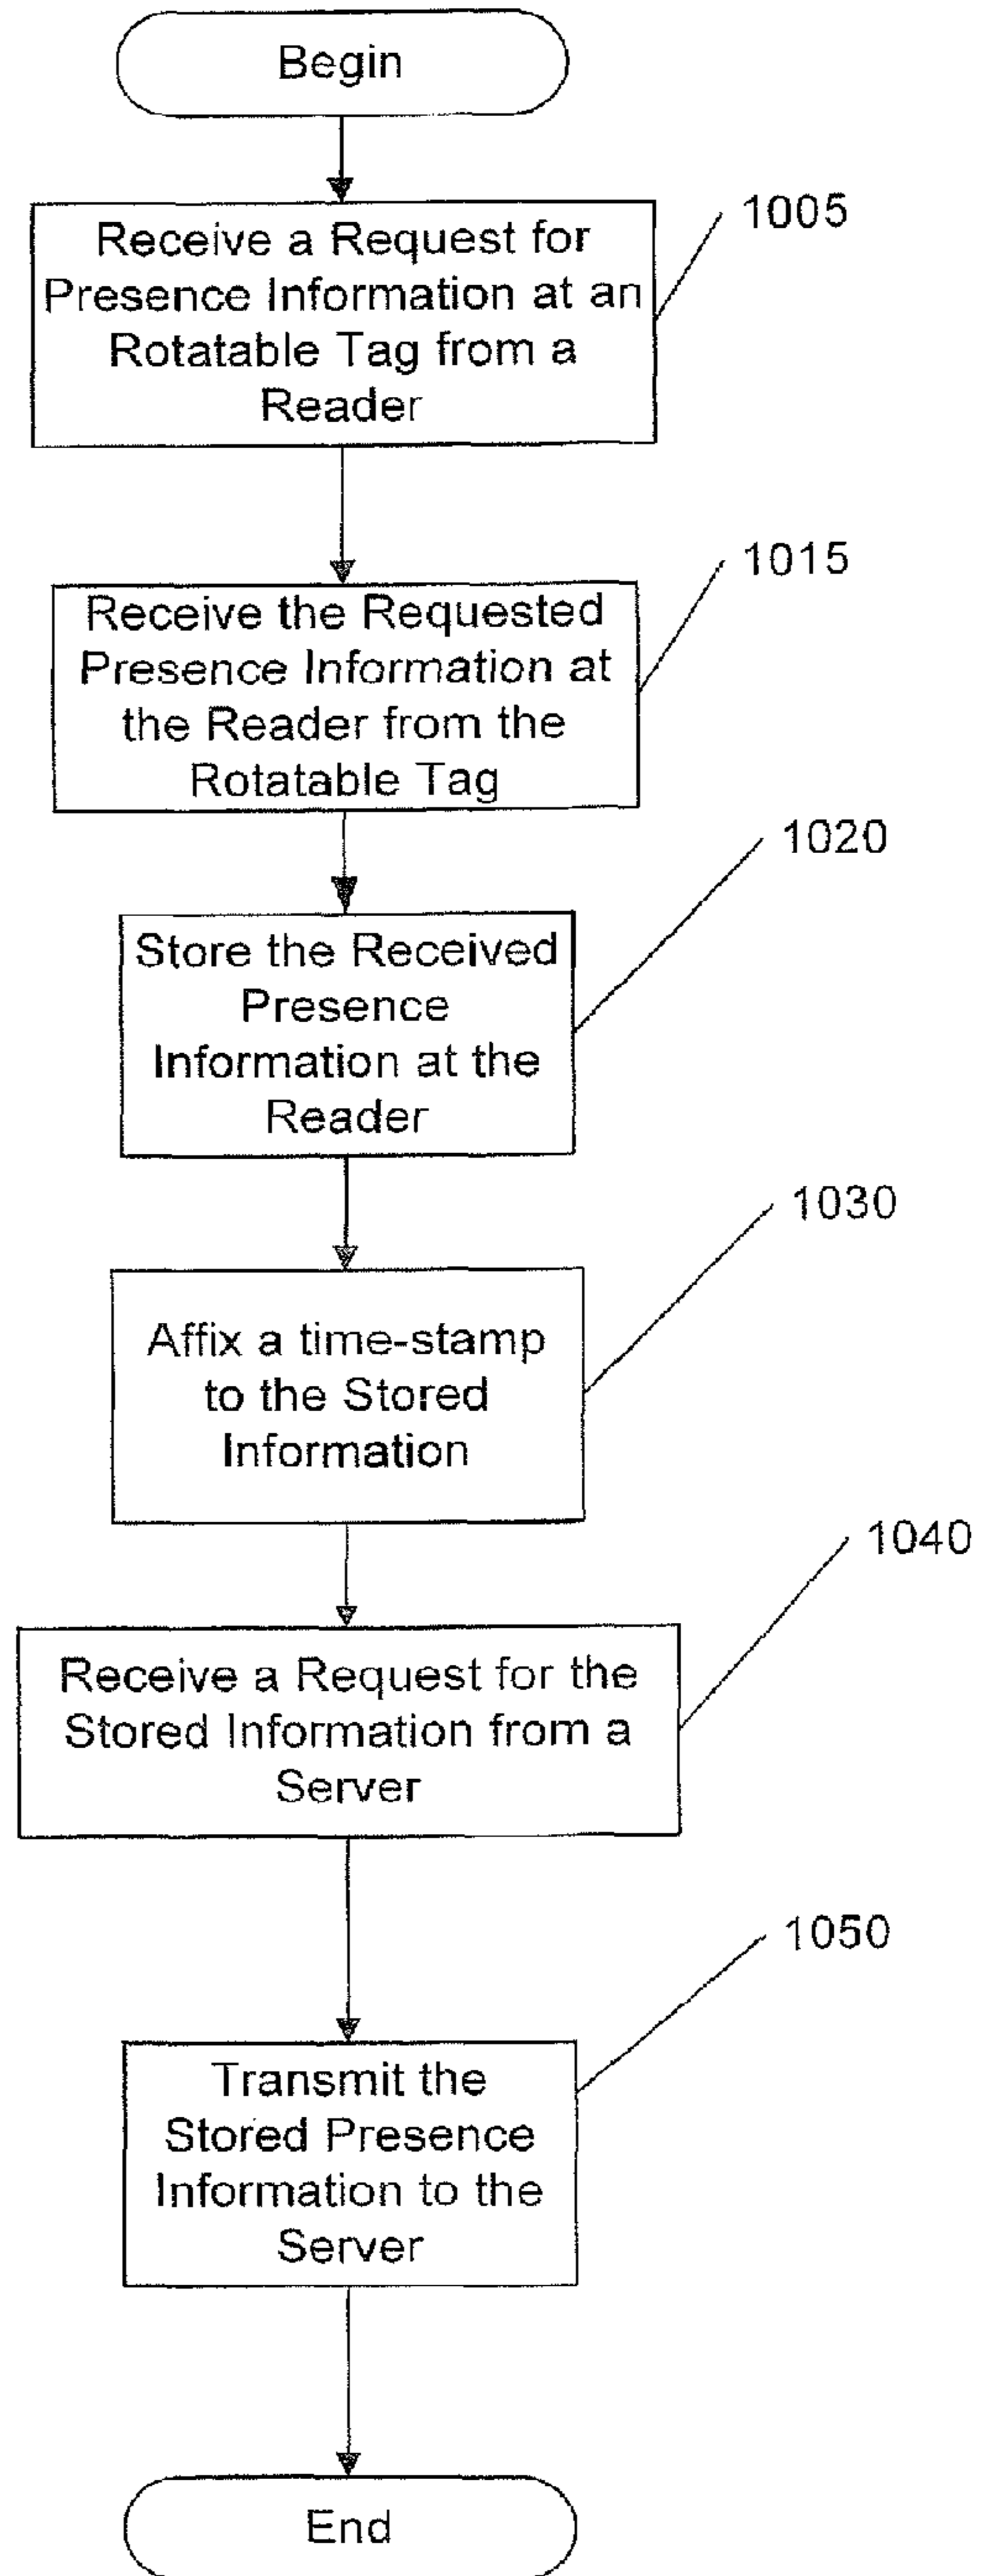 Begin
Receive a Request for
Presence Information at an
Rotatable Tag from a
Reader
1005
Receive the Requested
Presence Information at
the Reader from the
Rotatable Tag
1015
Store the Received
Presence
Information at the
Reader
1020
Affix a time-stamp
to the Stored
Information
1030
Receive a Request for the
Stored Information from a
Server
1040
Transmit the
Stored Presence
Information to the
Server
1050
End